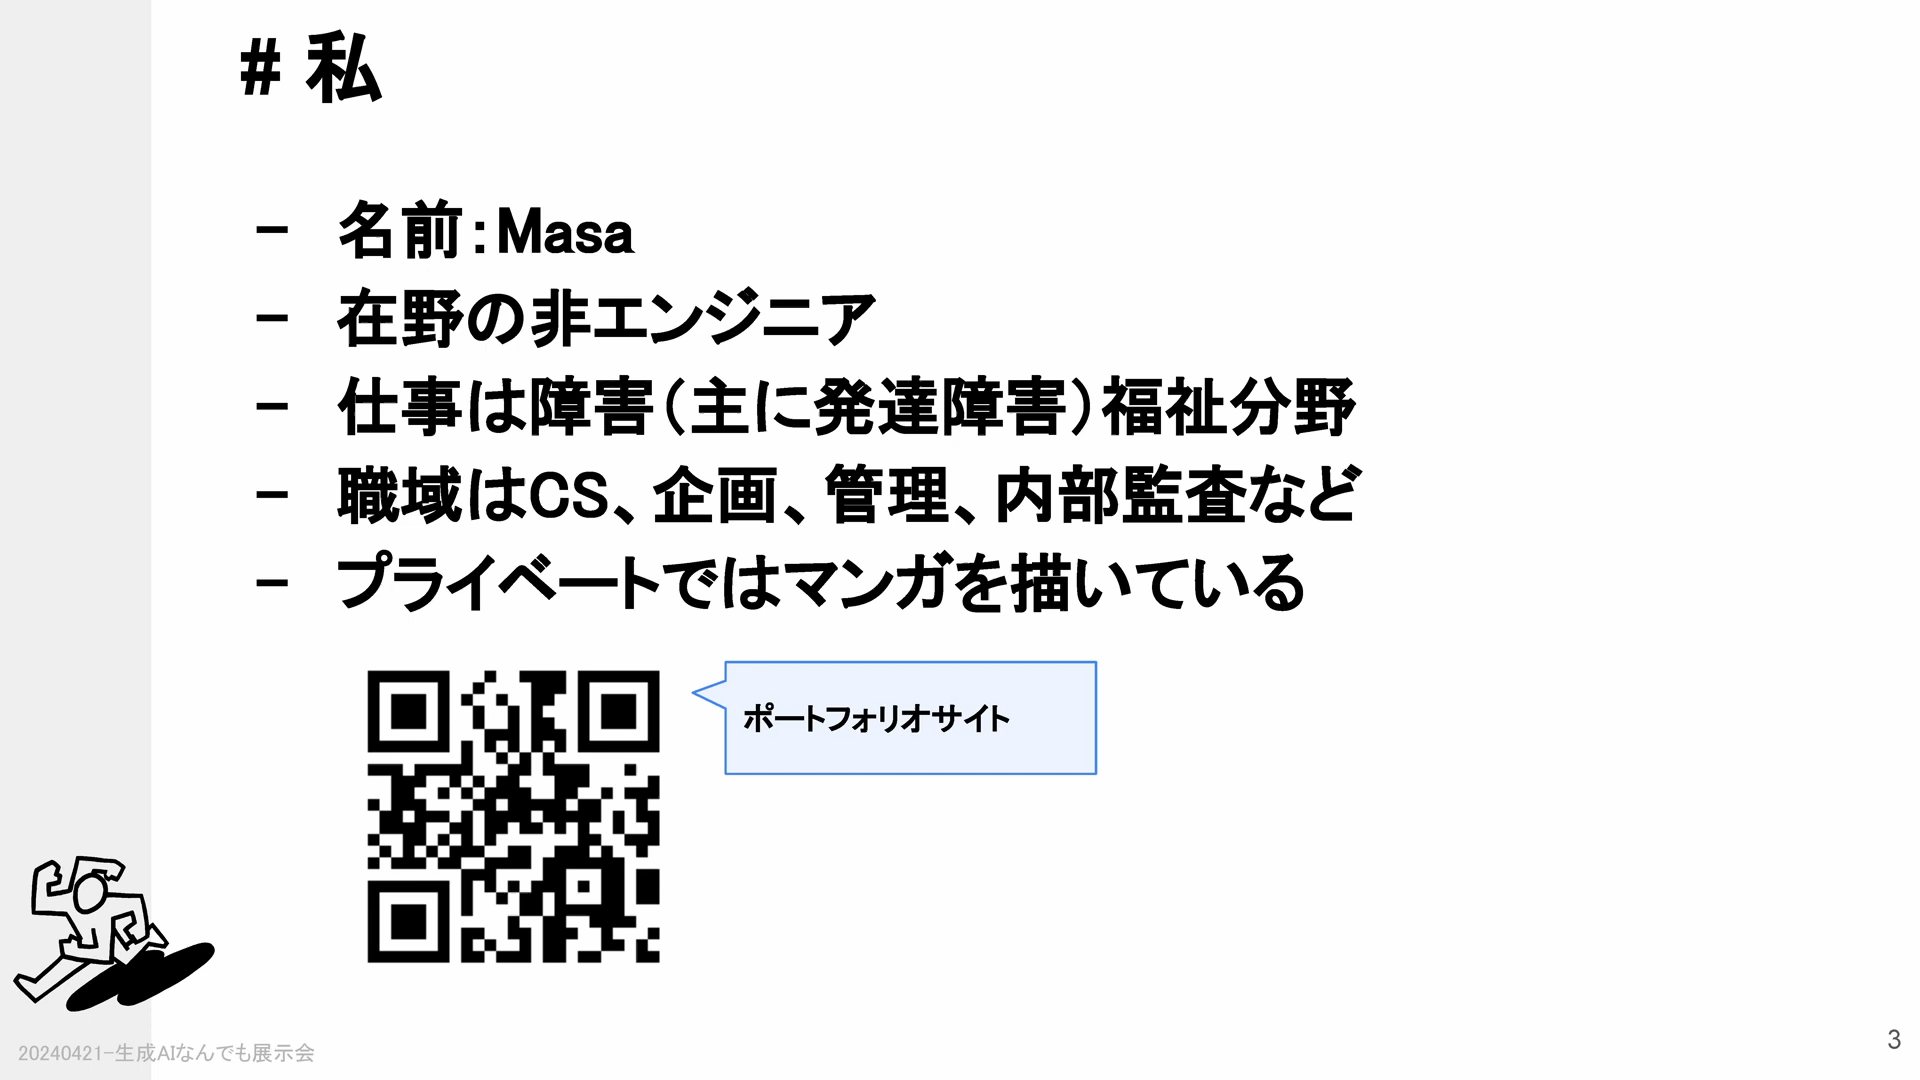 # 私
- 名前：Masa
- 在野の非エンジニア
- 仕事は障害（主に発達障害）福祉分野
- 職域はCS、企画、管理、内部監査など
- プライベートではマンガを描いている
ポートフォリオサイト
20240421-生成AIなんでも展示会
3